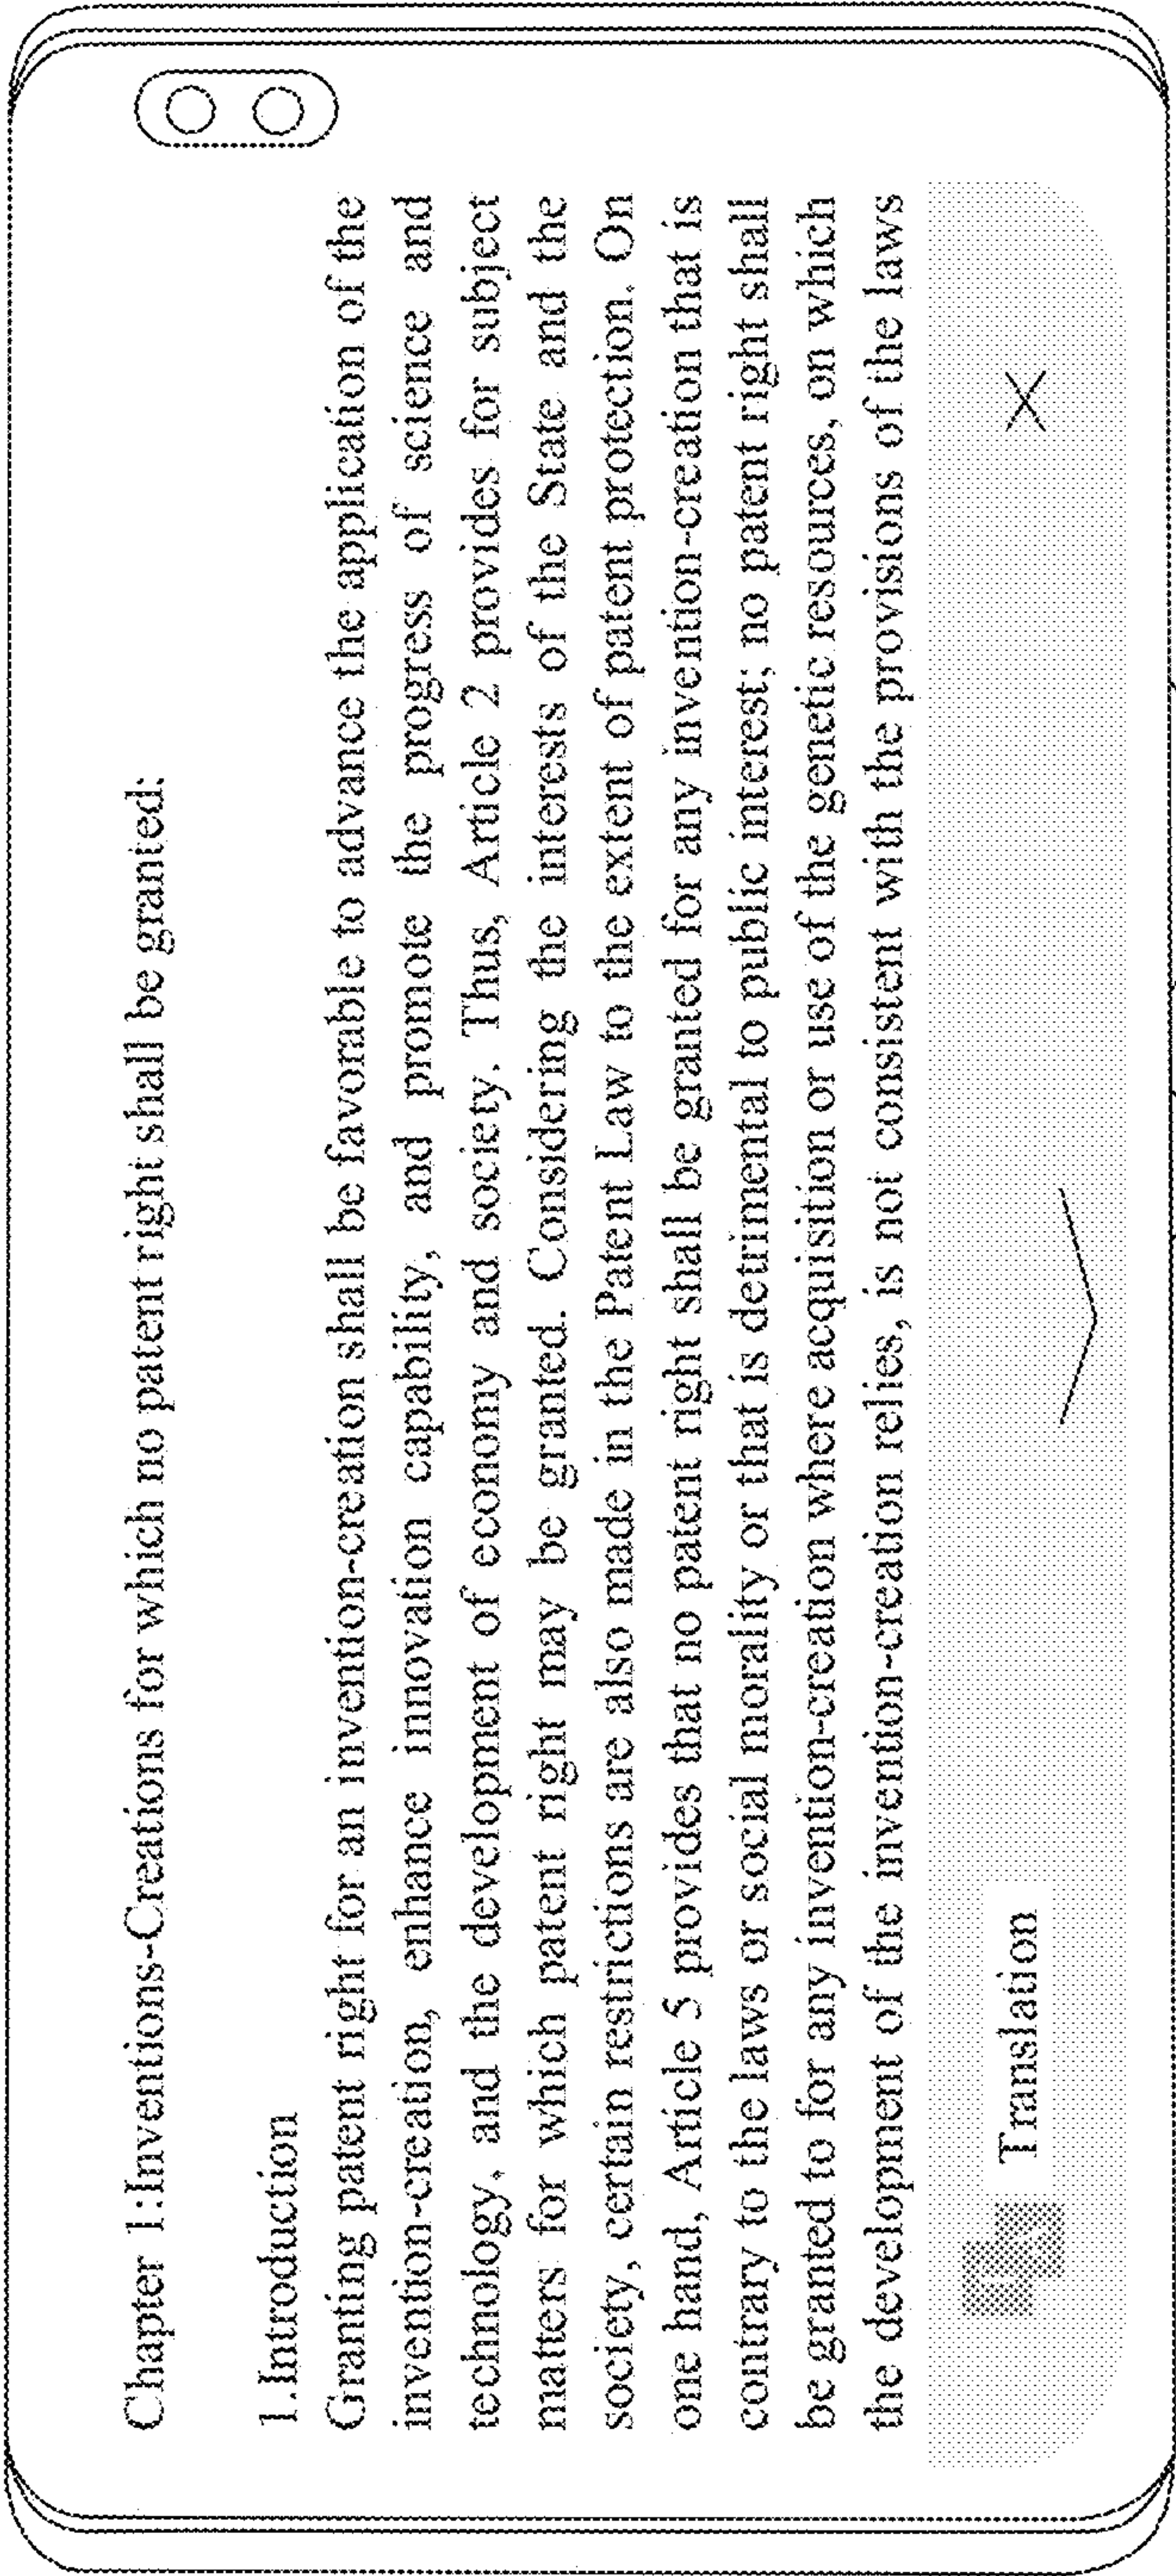 Chapter 1:Inventions-Creations for which no patent right shall be granted:
1.Introduction
Granting patent right for an invention-creation shall be favorable to advance the application of the
invention-creation, enhance innovation capability, and promote the progress of science and
technology, and the development of economy and society. Thus, Article 2 provides for subject
matters for which patent right may be granted. Considering the interests of the State and the
society, certain restrictions are also made in the Patent Law to the extent of patent protection. On
one hand, Article 5 provides that no patent right shall be granted for any invention-creation that is
contrary to the laws or social morality or that is detrimental to public interest; no patent right shall
be granted to for any invention-creation where acquisition or use of the genetic resources, on which
the development of the invention-creation relies, is not consistent with the provisions of the laws
Translation